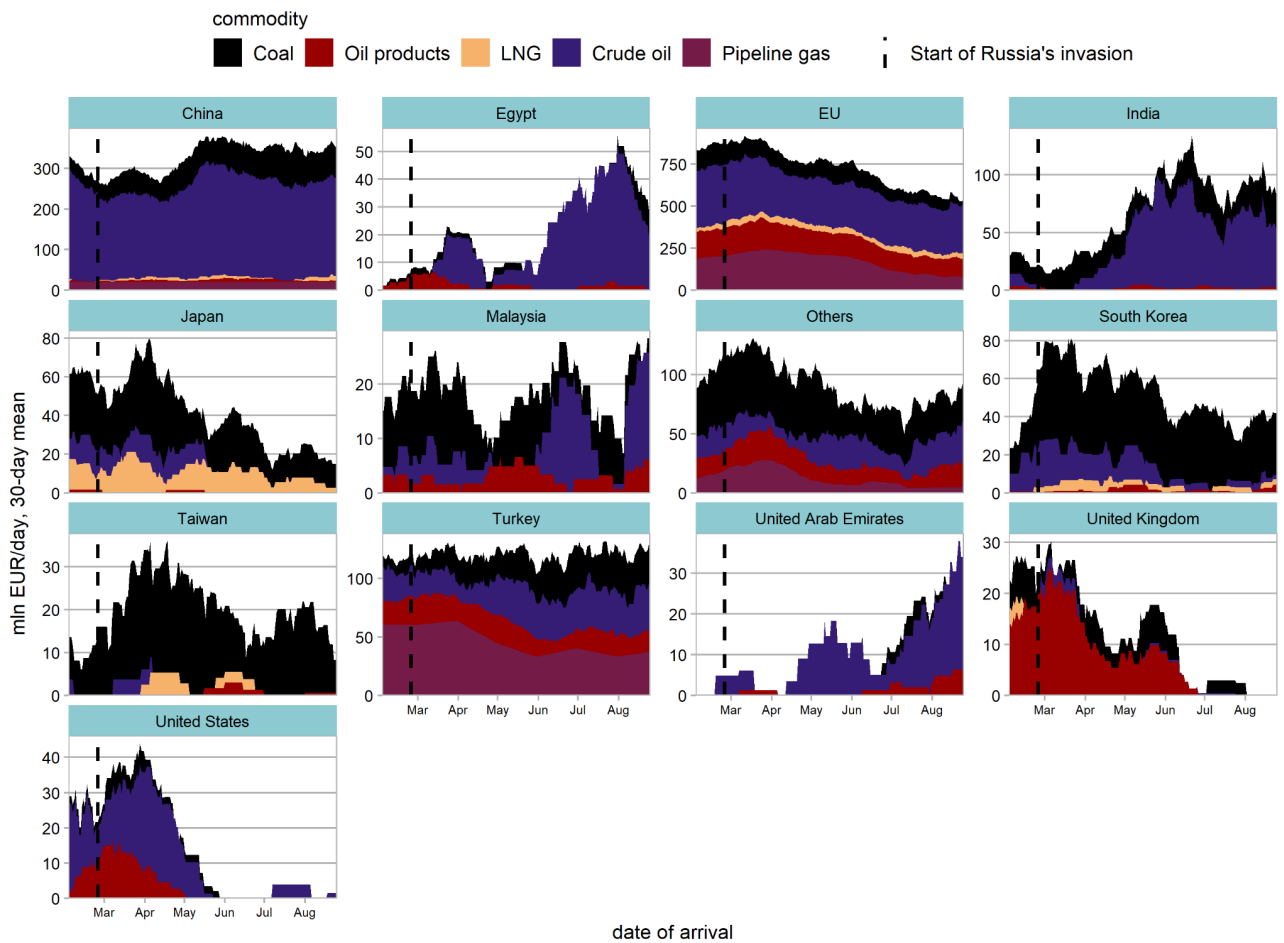 commodity
Coal Oil products LNG Crude oil Pipeline gas Start of Russia's invasion
China Egypt EU India
300 200 100 0
50 40 30 20 10 0
750 500 250 0
100 50 0
Japan Malaysia Others South Korea
80 60 40 20 0
20 10 0
100 50 0
80 60 40 20 0
Taiwan Turkey United Arab Emirates United Kingdom
30 20 10 0
100 50 0
30 20 10 0
30 20 10 0
Mar Apr May Jun Jul Aug
Mar Apr May Jun Jul Aug
Mar Apr May Jun Jul Aug
United States
40 30 20 10 0
Mar Apr May Jun Jul Aug
mln EUR/day, 30-day mean
date of arrival